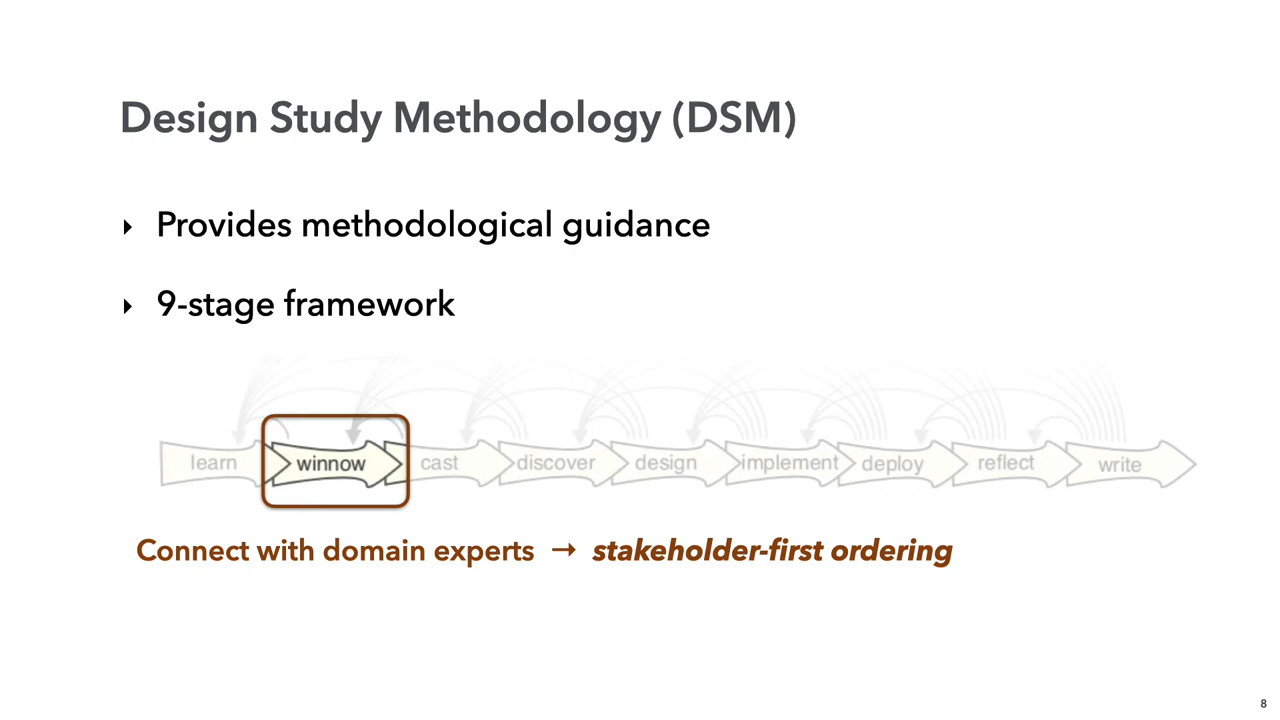 Design Study Methodology (DSM)
‣ Provides methodological guidance
‣ 9-stage framework
learn winnow cast discover design implement deploy reflect write
Connect with domain experts → stakeholder-first ordering
8